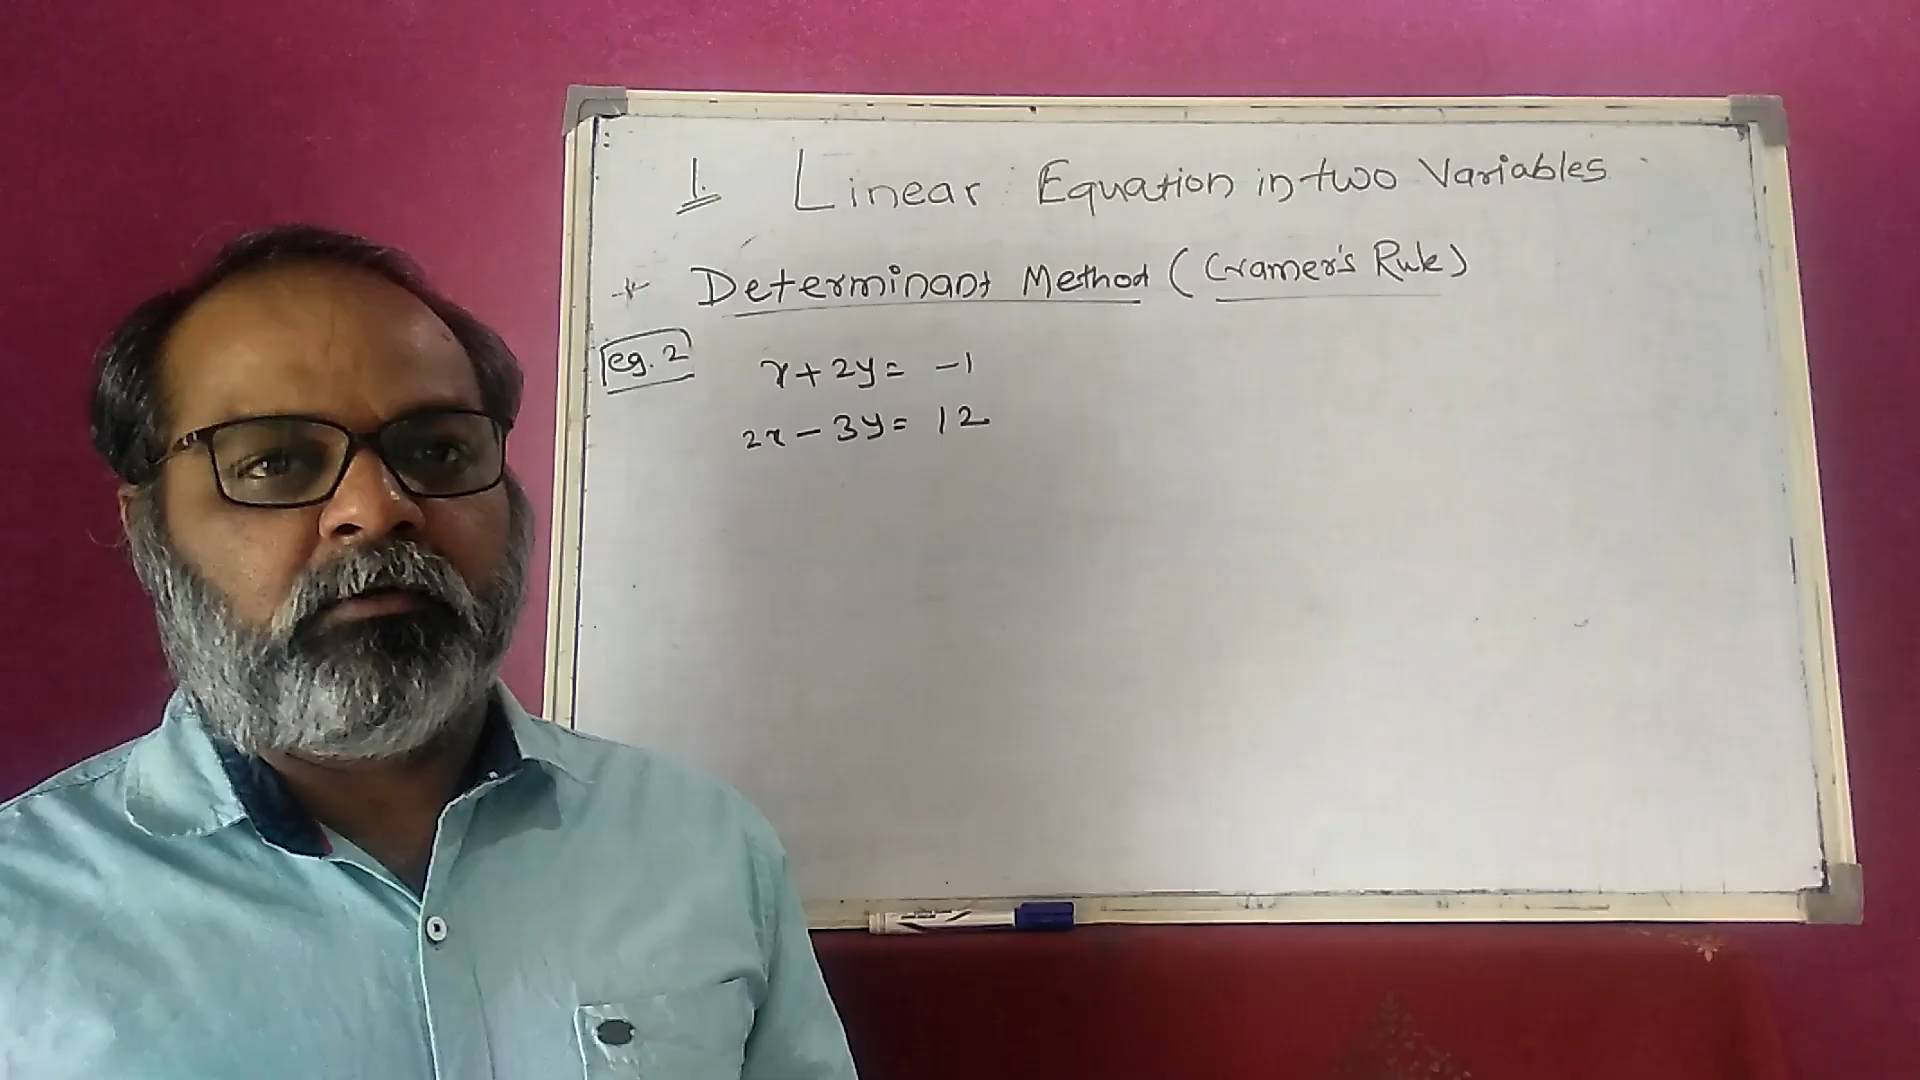 1. Linear Equation in two Variables
* Determinant Method (Cramer's Rule)
eg. 2 x + 2y = -1
2x - 3y = 12